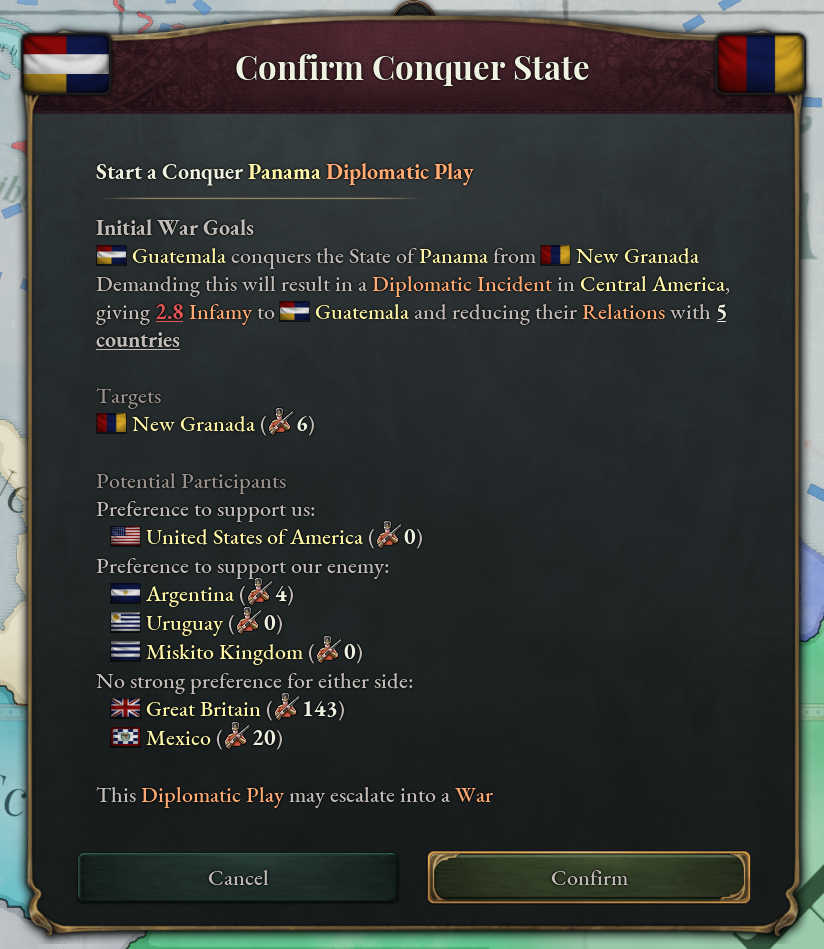 Confirm Conquer State
Start a Conquer Panama Diplomatic Play
Initial War Goals
Guatemala conquers the State of Panama from New Granada
Demanding this will result in a Diplomatic Incident in Central America,
giving 2.8 Infamy to Guatemala and reducing their Relations with 5
countries
Targets
New Granada (6)
Potential Participants
Preference to support us:
United States of America (0)
Preference to support our enemy:
Argentina (4)
Uruguay (0)
Miskito Kingdom (0)
No strong preference for either side:
Great Britain (143)
Mexico (20)
This Diplomatic Play may escalate into a War
Cancel
Confirm